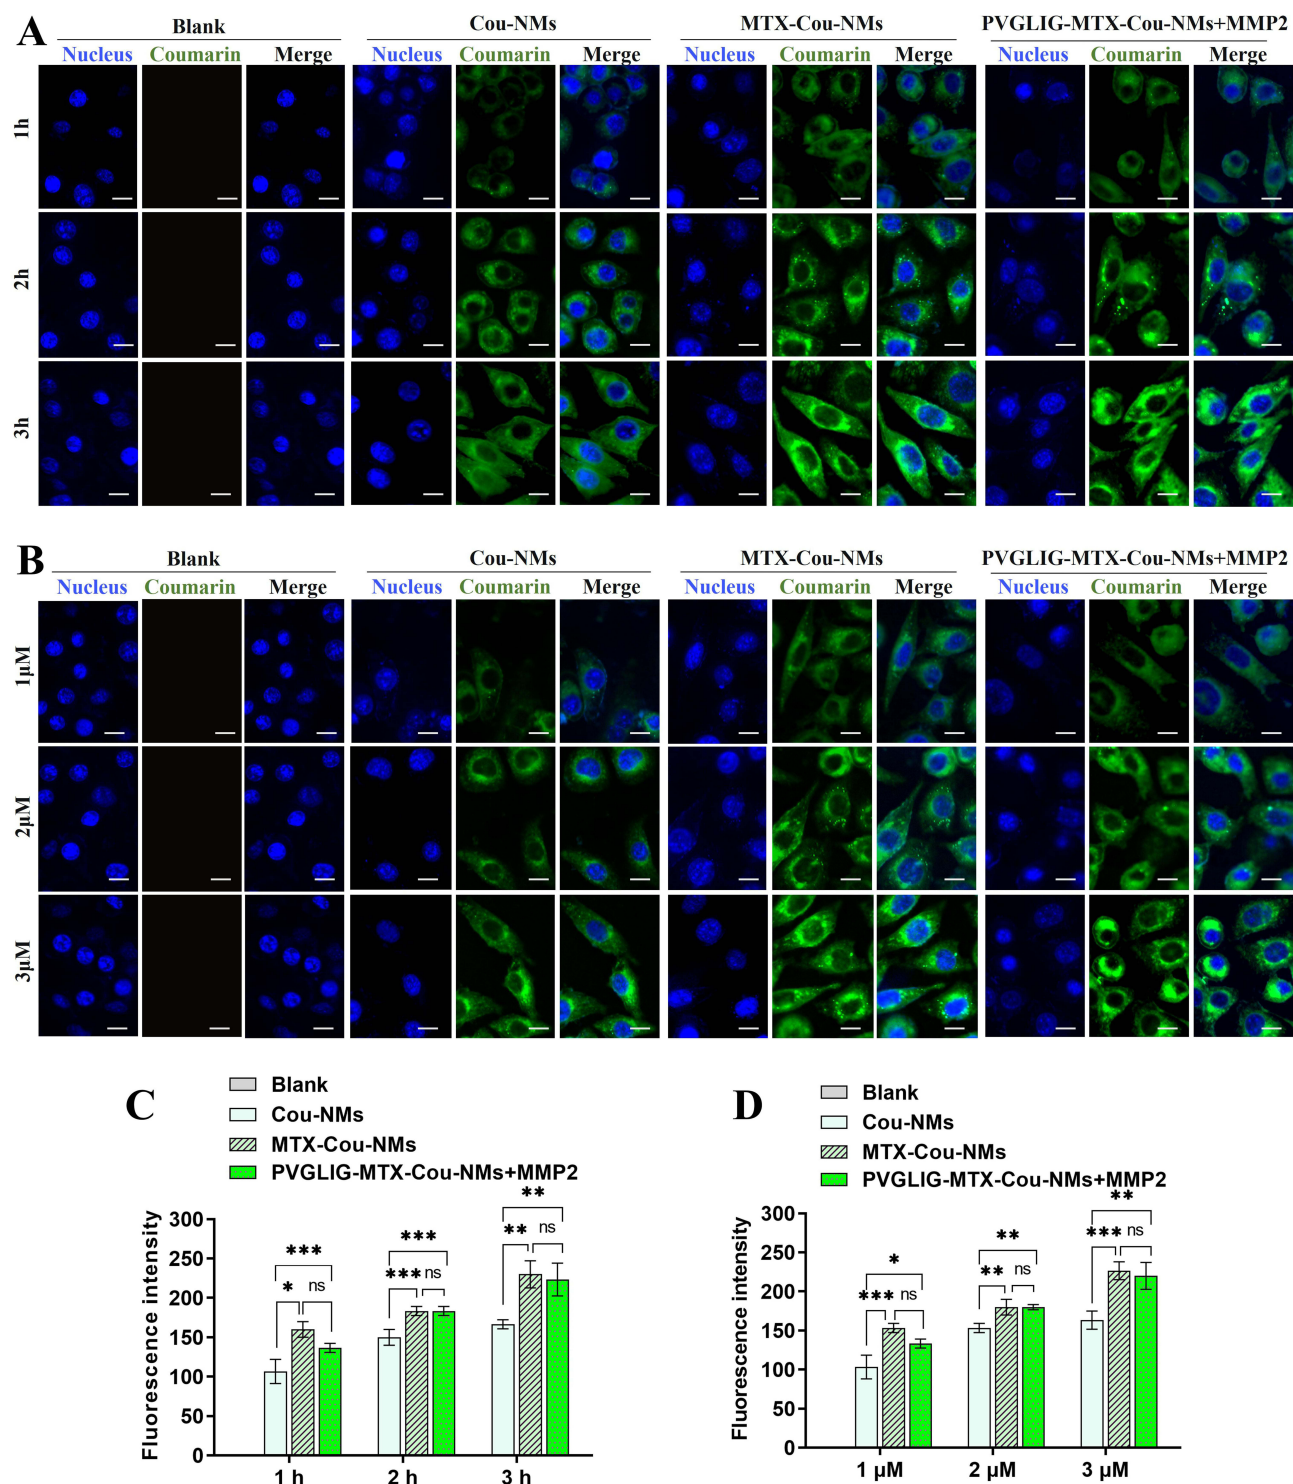 A
Blank Cou-NMs MTX-Cou-NMs PVGLIG-MTX-Cou-NMs+MMP2
Nucleus Coumarin Merge Nucleus Coumarin Merge Nucleus Coumarin Merge Nucleus Coumarin Merge
1h
2h
3h
B
Blank Cou-NMs MTX-Cou-NMs PVGLIG-MTX-Cou-NMs+MMP2
Nucleus Coumarin Merge Nucleus Coumarin Merge Nucleus Coumarin Merge Nucleus Coumarin Merge
1μM
2μM
3μM
C
Blank
Cou-NMs
MTX-Cou-NMs
PVGLIG-MTX-Cou-NMs+MMP2
Fluorescence intensity
300
250
200
150
100
50
0
*** * ns
*** *** ns
** ** ns
1 h 2 h 3 h
D
Blank
Cou-NMs
MTX-Cou-NMs
PVGLIG-MTX-Cou-NMs+MMP2
Fluorescence intensity
300
250
200
150
100
50
0
* *** ns
** ** ns
** *** ns
1 μM 2 μM 3 μM